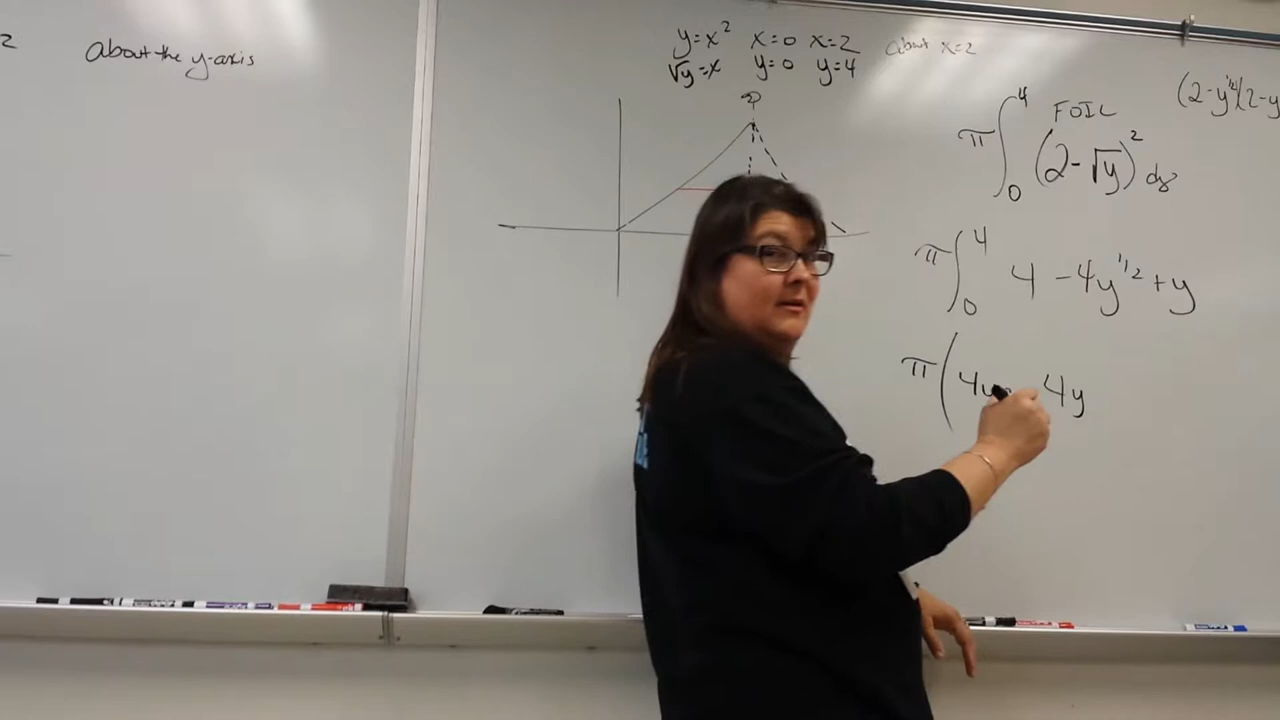 2
About the y-axis
y=x² x=0 x=2 about x=2
√y=x y=0 y=4
(2-y^1/2)(2-y
FOIL
π∫₀⁴ (2-√y)² dy
π∫₀⁴ 4-4y^1/2+y
π(4y 4y